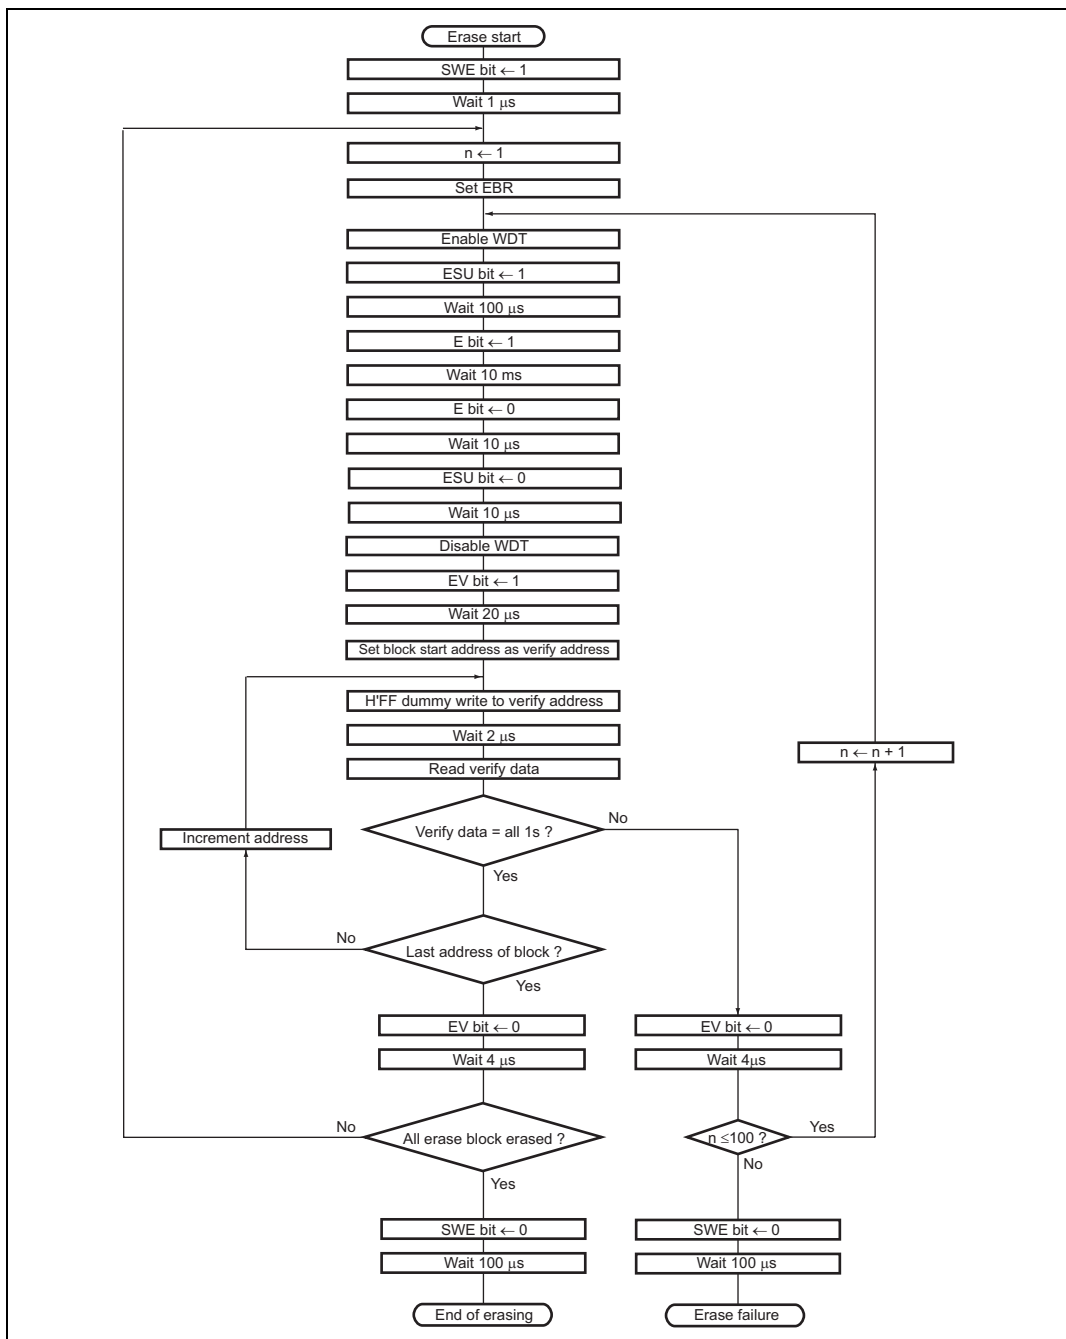 Erase start
SWE bit ← 1
Wait 1 μs
n ← 1
Set EBR
Enable WDT
ESU bit ← 1
Wait 100 μs
E bit ← 1
Wait 10 ms
E bit ← 0
Wait 10 μs
ESU bit ← 0
Wait 10 μs
Disable WDT
EV bit ← 1
Wait 20 μs
Set block start address as verify address
H'FF dummy write to verify address
Wait 2 μs
n ← n + 1
Read verify data
No
Increment address
Verify data = all 1s ?
Yes
No
Last address of block ?
Yes
EV bit ← 0
EV bit ← 0
Wait 4 μs
Wait 4μs
No
All erase block erased ?
n ≤100 ?
Yes
No
Yes
SWE bit ← 0
SWE bit ← 0
Wait 100 μs
Wait 100 μs
End of erasing
Erase failure